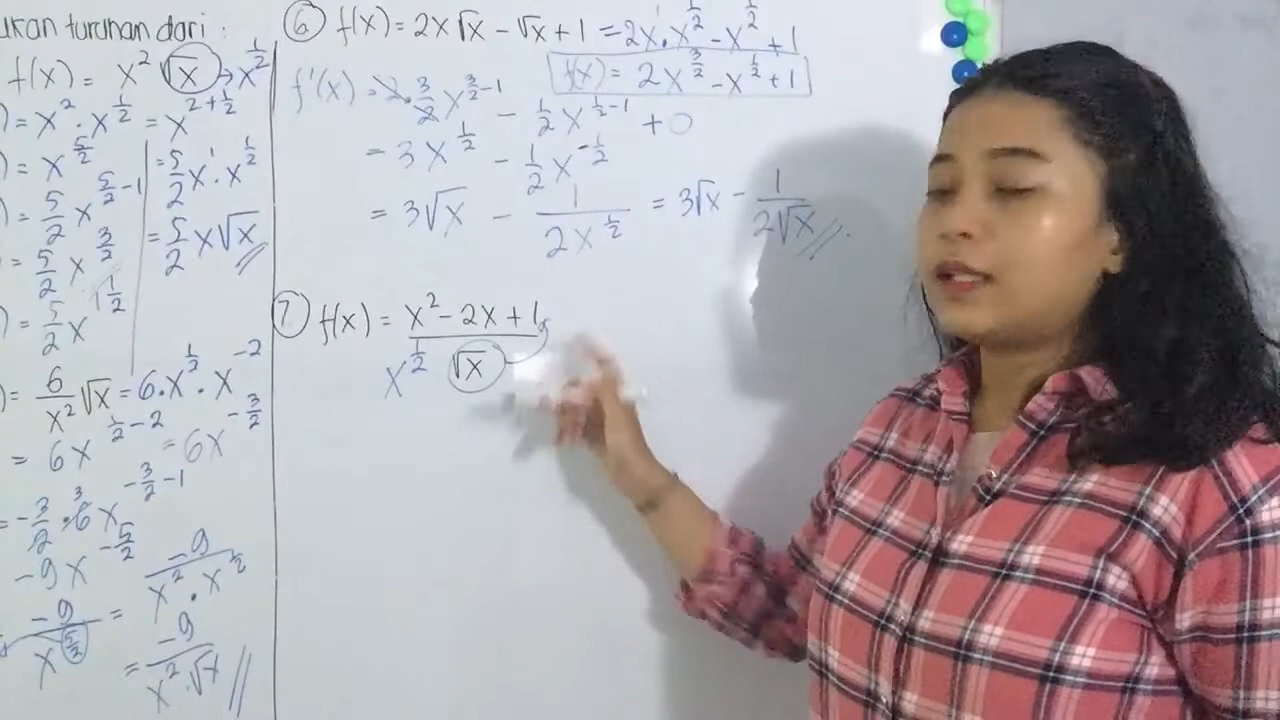 ukan turunan dari :
f(x) = x² √x → x^{1/2}
) = x² · x^{1/2} = x^{2+1/2}
) = x^{5/2}
) = 5/2 x^{5/2-1}
= 5/2 x^{3/2}
) = 5/2 x^{1 1/2}
= 5/2 x¹ · x^{1/2}
= 5/2 x√x //
) = 6/x² √x = 6 · x^{1/2} · x^{-2}
= 6x^{1/2-2} = 6x^{-3/2}
= -3/2 · 6 x^{-3/2-1}
3
-9x^{-5/2}
-9/x^{5/2} = -9/(x² · x^{1/2})
= -9/(x² · √x) //
6 f(x) = 2x√x - √x + 1 = 2x¹ · x^{1/2} - x^{1/2} + 1
f(x) = 2x^{3/2} - x^{1/2} + 1
f'(x) = 2 · 3/2 x^{3/2-1} - 1/2 x^{1/2-1} + 0
= 3x^{1/2} - 1/2 x^{-1/2}
= 3√x - 1/(2x^{1/2}) = 3√x - 1/(2√x) // .
7 f(x) = (x² - 2x + 1)/√x
x^{1/2}